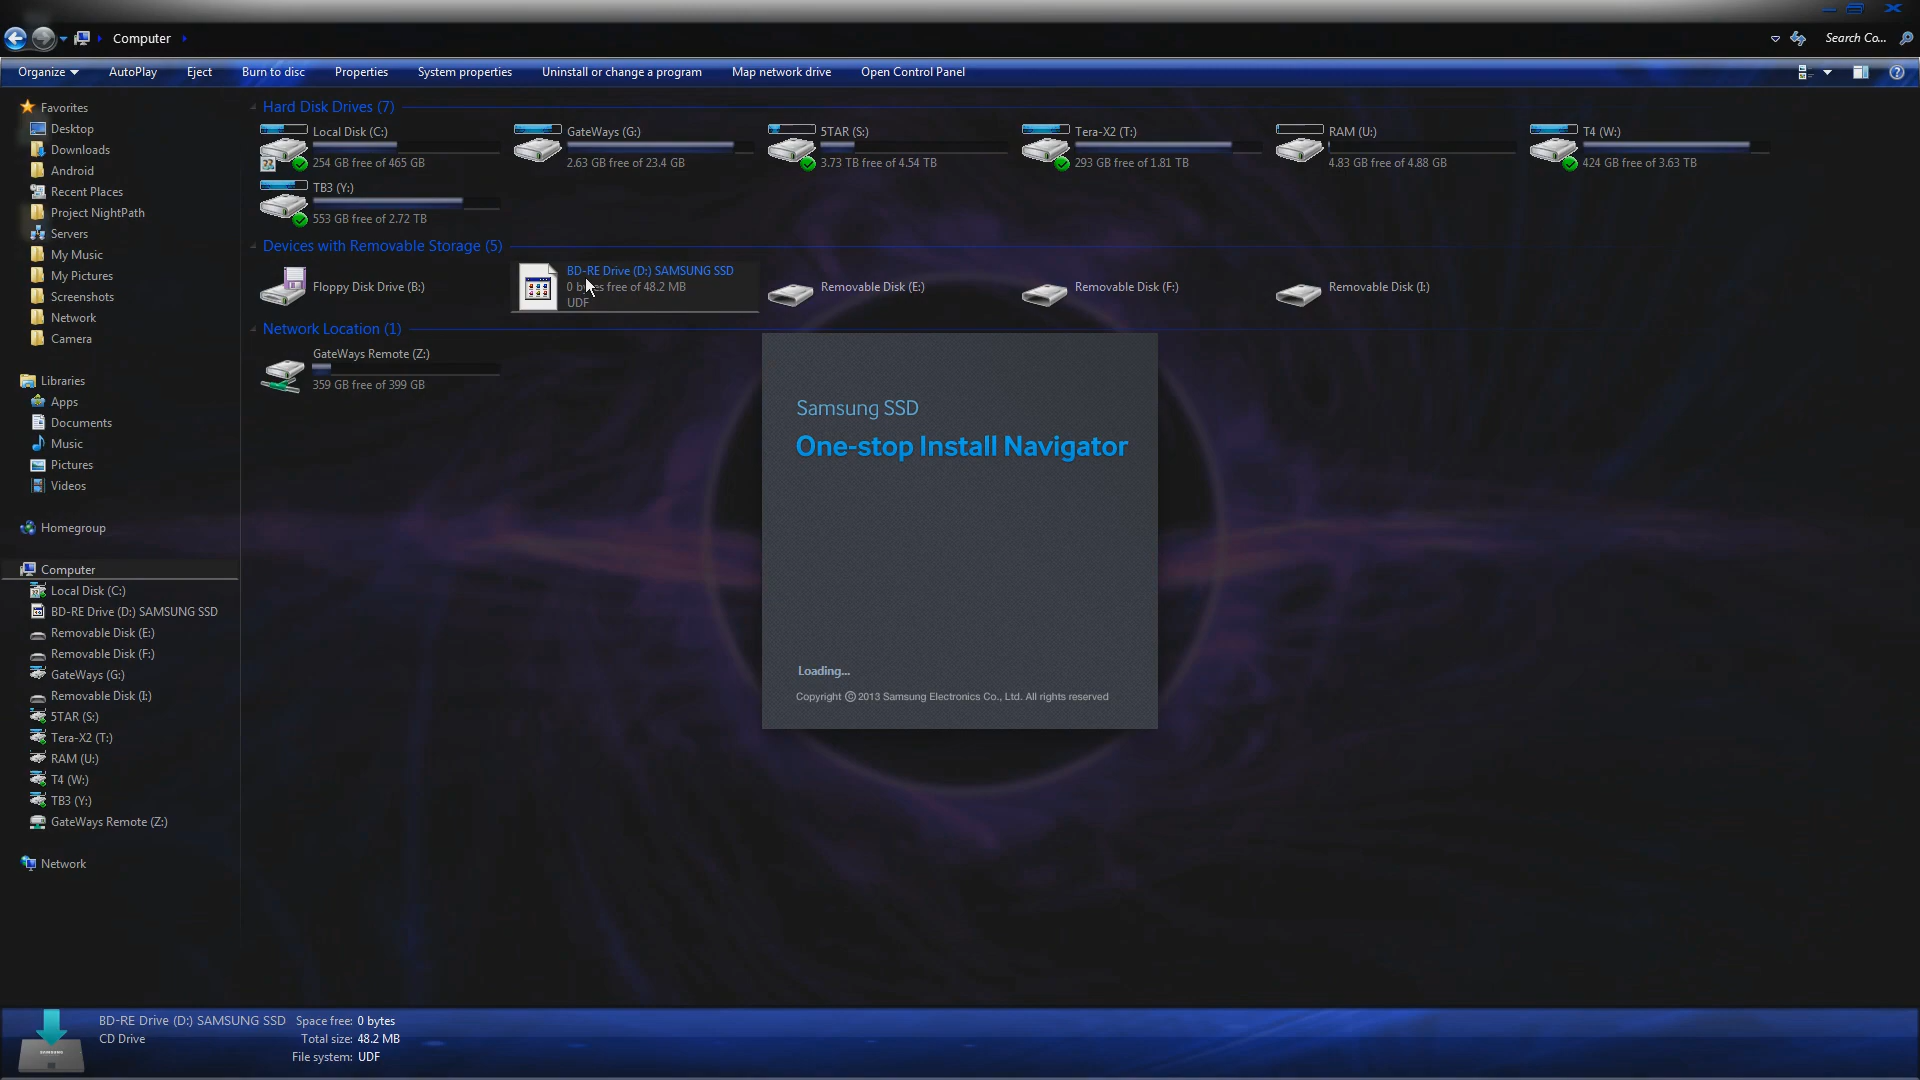 Computer
Search Co...
Organize
AutoPlay
Eject
Burn to disc
Properties
System properties
Uninstall or change a program
Map network drive
Open Control Panel
Favorites
Desktop
Downloads
Android
Recent Places
Project NightPath
Servers
My Music
My Pictures
Screenshots
Network
Camera
Libraries
Apps
Documents
Music
Pictures
Videos
Homegroup
Computer
Local Disk (C:)
BD-RE Drive (D:) SAMSUNG SSD
Removable Disk (E:)
Removable Disk (F:)
GateWays (G:)
Removable Disk (I:)
5TAR (S:)
Tera-X2 (T:)
RAM (U:)
T4 (W:)
TB3 (Y:)
GateWays Remote (Z:)
Network
Hard Disk Drives (7)
Local Disk (C:)
254 GB free of 465 GB
GateWays (G:)
2.63 GB free of 23.4 GB
5TAR (S:)
3.73 TB free of 4.54 TB
Tera-X2 (T:)
293 GB free of 1.81 TB
RAM (U:)
4.83 GB free of 4.88 GB
T4 (W:)
424 GB free of 3.63 TB
TB3 (Y:)
553 GB free of 2.72 TB
Devices with Removable Storage (5)
Floppy Disk Drive (B:)
BD-RE Drive (D:) SAMSUNG SSD
0 bytes free of 48.2 MB
UDF
Removable Disk (E:)
Removable Disk (F:)
Removable Disk (I:)
Network Location (1)
GateWays Remote (Z:)
359 GB free of 399 GB
Samsung SSD
One-stop Install Navigator
Loading...
Copyright ⓒ 2013 Samsung Electronics Co., Ltd. All rights reserved
SAMSUNG
BD-RE Drive (D:) SAMSUNG SSD
CD Drive
Space free: 0 bytes
Total size: 48.2 MB
File system: UDF